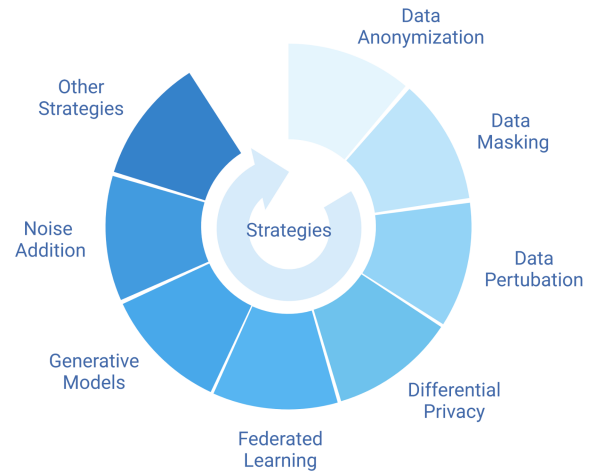 Data
Anonymization
Data
Masking
Data
Pertubation
Differential
Privacy
Federated
Learning
Generative
Models
Noise
Addition
Other
Strategies
Strategies